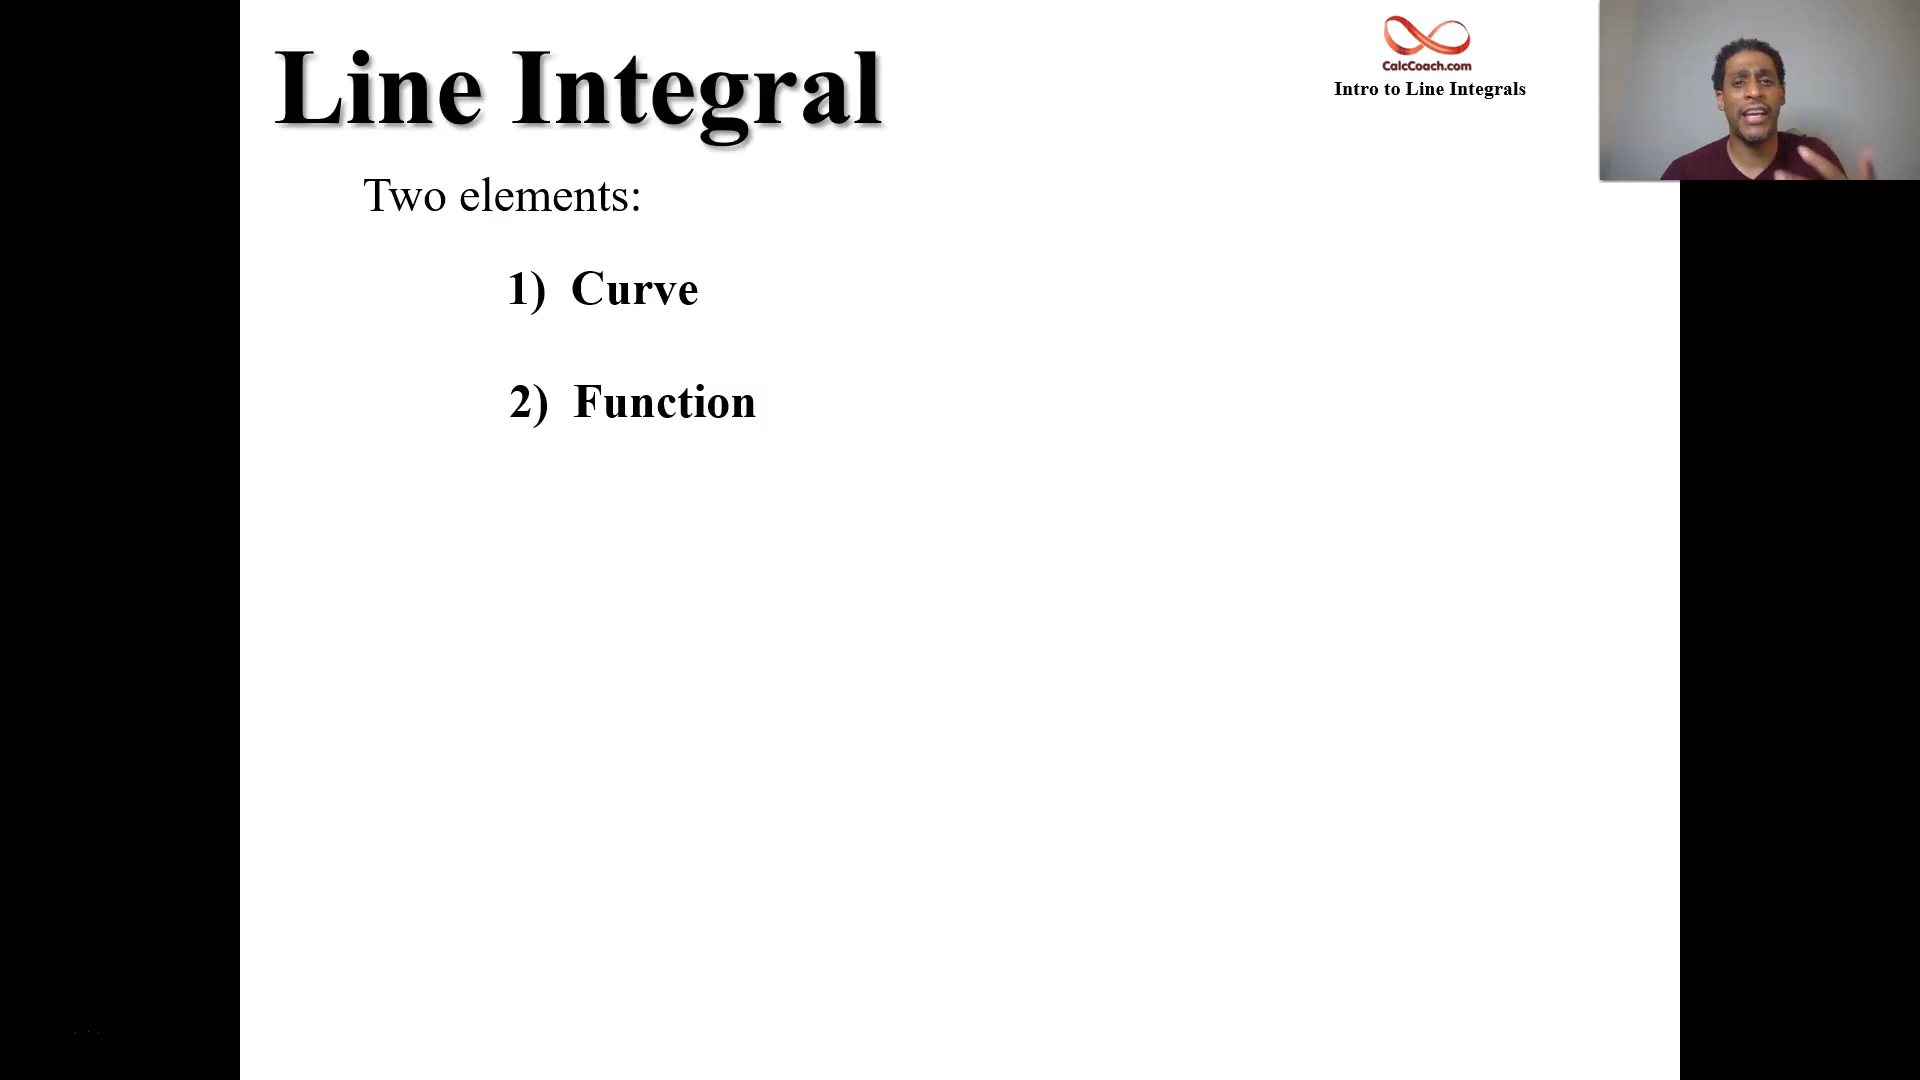 Line Integral
CalcCoach.com
Intro to Line Integrals
Two elements:
1) Curve
2) Function